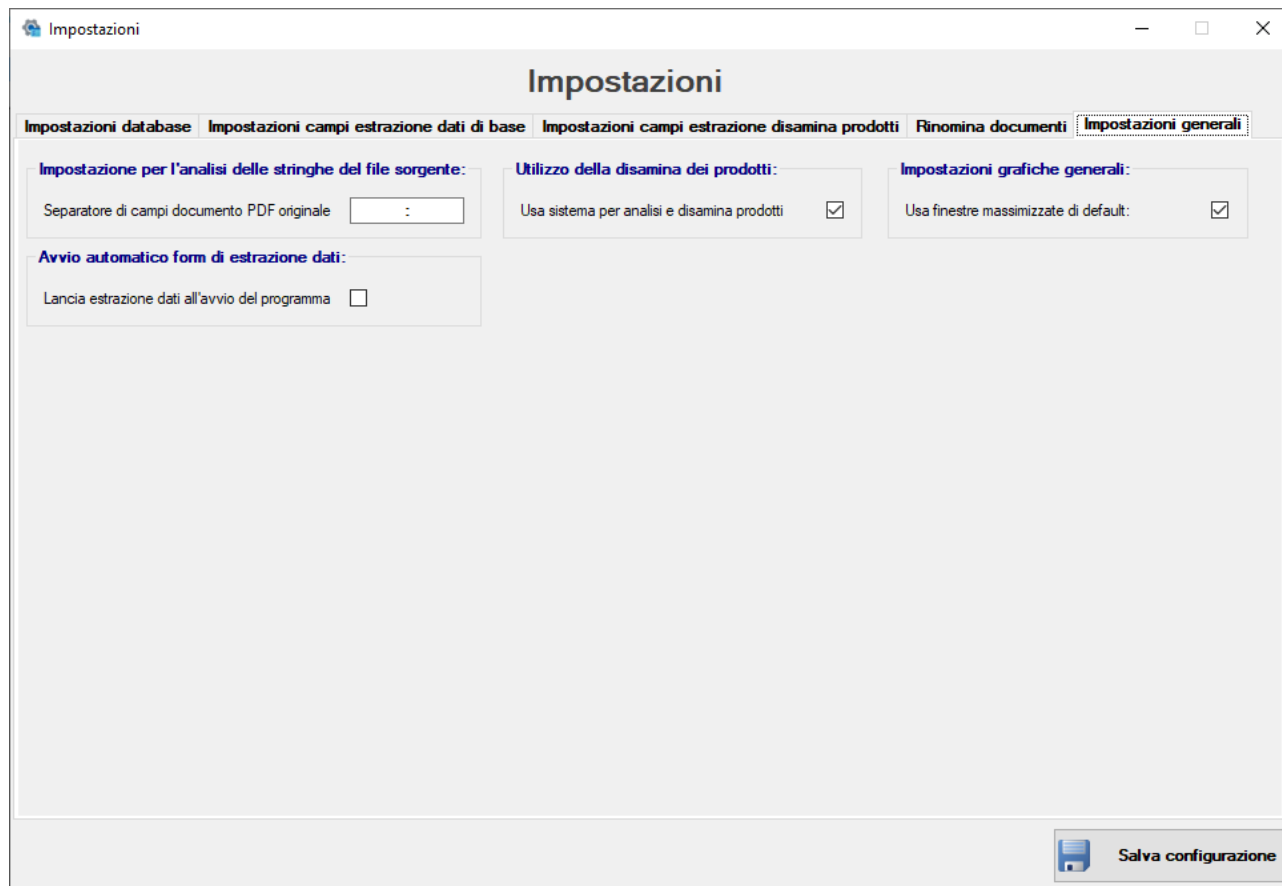 Impostazioni
Impostazioni
Impostazioni database Impostazioni campi estrazione dati di base Impostazioni campi estrazione disamina prodotti Rinomina documenti Impostazioni generali
Impostazione per l'analisi delle stringhe del file sorgente:
Separatore di campi documento PDF originale :
Utilizzo della disamina dei prodotti:
Usa sistema per analisi e disamina prodotti
Impostazioni grafiche generali:
Usa finestre massimizzate di default:
Avvio automatico form di estrazione dati:
Lancia estrazione dati all'avvio del programma
Salva configurazione